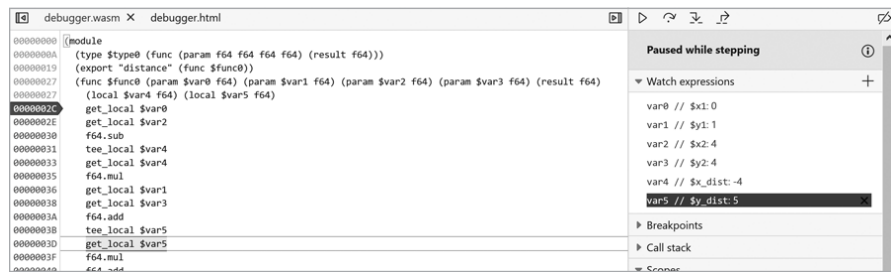 debugger.wasm ✕ debugger.html
00000000 (module
0000000A (type $type0 (func (param f64 f64 f64 f64) (result f64)))
00000019 (export "distance" (func $func0))
00000027 (func $func0 (param $var0 f64) (param $var1 f64) (param $var2 f64) (param $var3 f64) (result f64)
00000027 (local $var4 f64) (local $var5 f64)
0000002C get_local $var0
0000002E get_local $var2
00000030 f64.sub
00000031 tee_local $var4
00000033 get_local $var4
00000035 f64.mul
00000036 get_local $var1
00000038 get_local $var3
0000003A f64.add
0000003B tee_local $var5
0000003D get_local $var5
0000003F f64.mul
00000040 f64.add
Paused while stepping
Watch expressions
var0 // $x1: 0
var1 // $y1: 1
var2 // $x2: 4
var3 // $y2: 4
var4 // $x_dist: -4
var5 // $y_dist: 5
Breakpoints
Call stack
Scopes